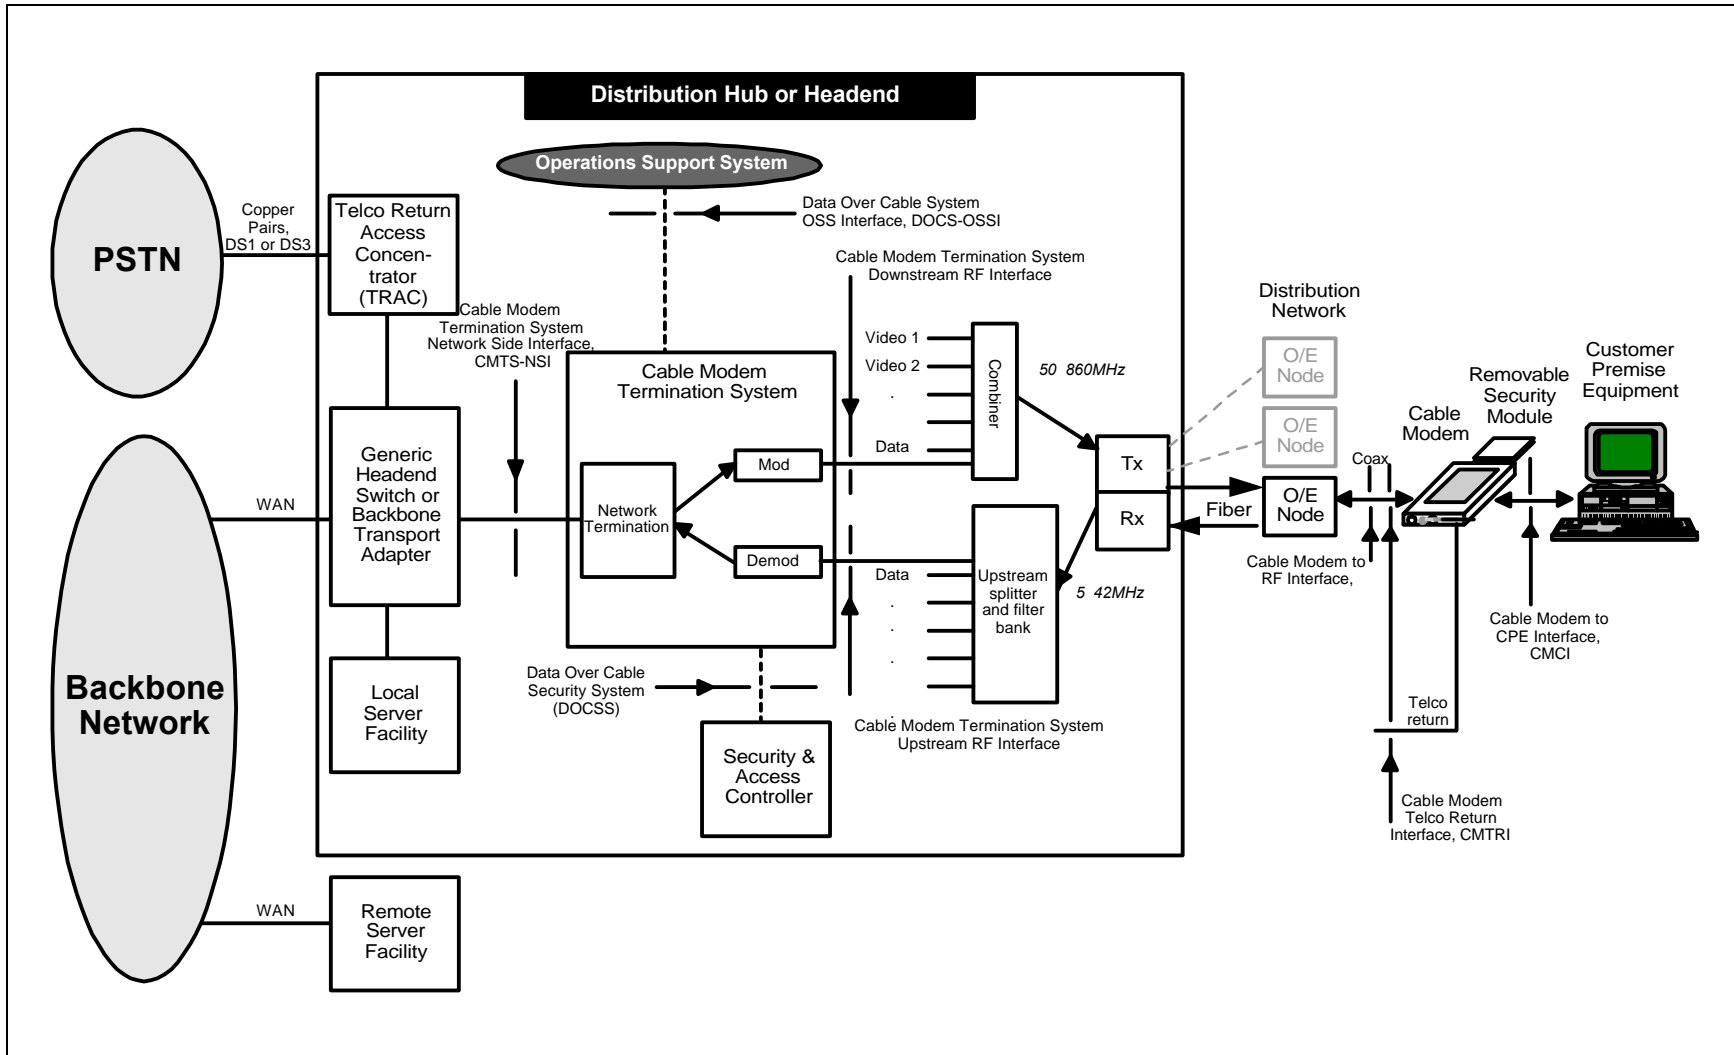 Distribution Hub or Headend
Operations Support System
PSTN
Copper
Pairs,
DS1 or DS3
Telco Return
Access
Concen-
trator
(TRAC)
Data Over Cable System
OSS Interface, DOCS-OSSI
Cable Modem Termination System
Downstream RF Interface
Cable Modem
Termination System
Network Side Interface,
CMTS-NSI
Cable Modem
Termination System
Video 1
Video 2
.
.
Data
Combiner
50 860MHz
Distribution
Network
O/E
Node
O/E
Node
O/E
Node
Cable
Modem
Removable
Security
Module
Customer
Premise
Equipment
Generic
Headend
Switch or
Backbone
Transport
Adapter
WAN
Network
Termination
Mod
Demod
Tx
Rx
Fiber
Coax
Data
.
.
.
.
Upstream
splitter
and filter
bank
5 42MHz
Cable Modem to
RF Interface,
Cable Modem to
CPE Interface,
CMCI
Backbone
Network
Local
Server
Facility
Data Over Cable
Security System
(DOCSS)
Cable Modem Termination System
Upstream RF Interface
Security &
Access
Controller
Telco
return
Cable Modem
Telco Return
Interface, CMTRI
WAN
Remote
Server
Facility